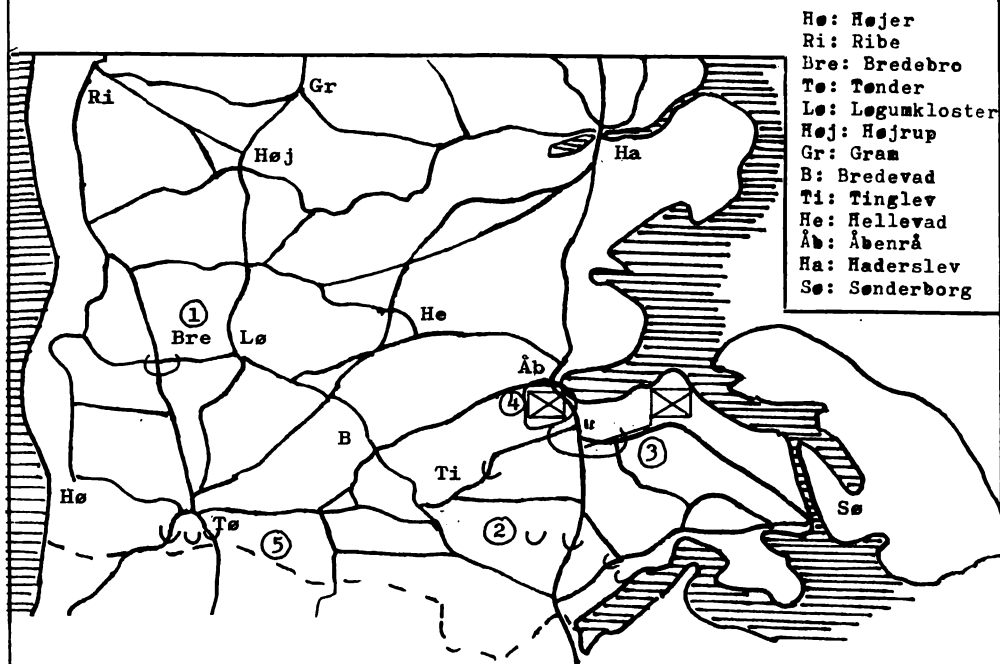 Hø: Højer
Ri: Ribe
Bre: Bredebro
Tø: Tønder
Lø: Løgumkloster
Høj: Højrup
Gr: Gram
B: Bredevad
Ti: Tinglev
He: Hellevad
Åb: Åbenrå
Ha: Haderslev
Sø: Sønderborg
Ri
Gr
Høj
Ha
1
Bre
Lø
He
Åb
4
B
3
Ti
Hø
Sø
Tø
2
5